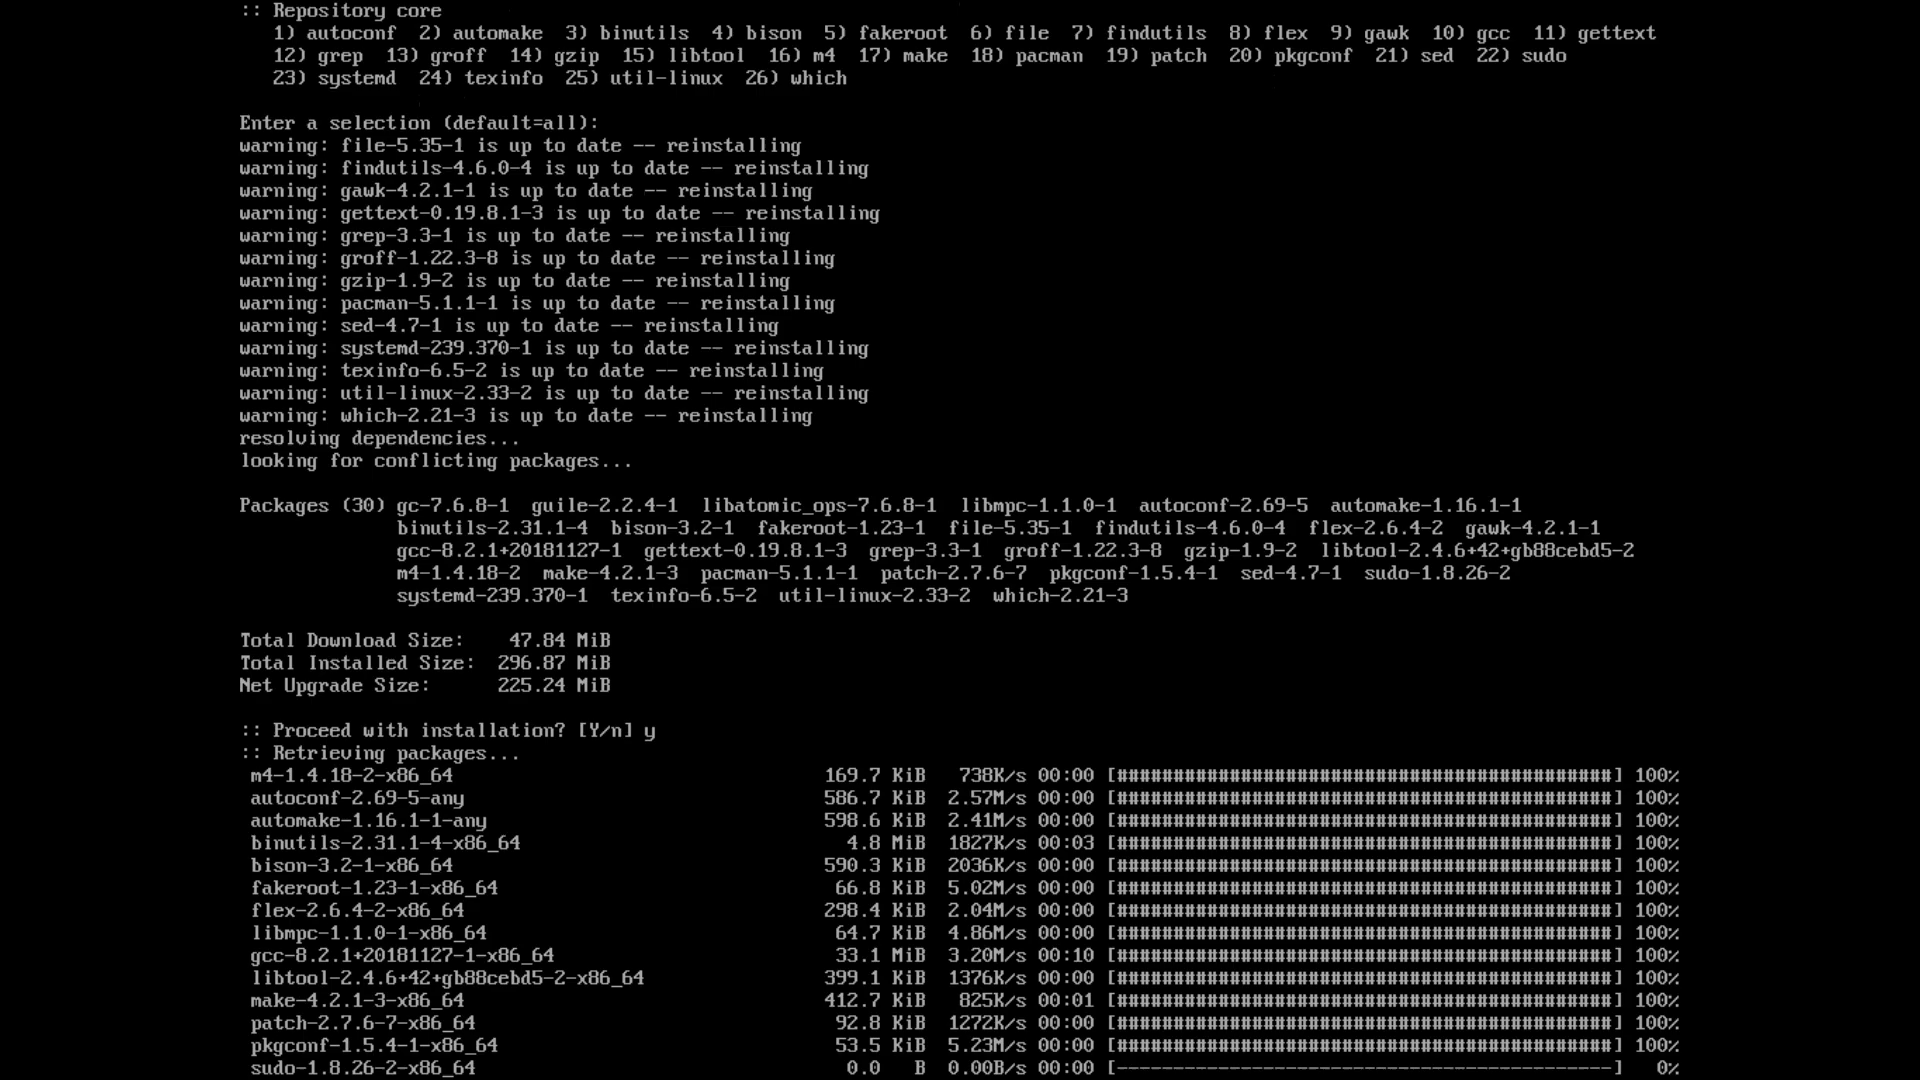 :: Repository core
   1) autoconf  2) automake  3) binutils  4) bison  5) fakeroot  6) file  7) findutils  8) flex  9) gawk  10) gcc  11) gettext
   12) grep  13) groff  14) gzip  15) libtool  16) m4  17) make  18) pacman  19) patch  20) pkgconf  21) sed  22) sudo
   23) systemd  24) texinfo  25) util-linux  26) which

Enter a selection (default=all):
warning: file-5.35-1 is up to date -- reinstalling
warning: findutils-4.6.0-4 is up to date -- reinstalling
warning: gawk-4.2.1-1 is up to date -- reinstalling
warning: gettext-0.19.8.1-3 is up to date -- reinstalling
warning: grep-3.3-1 is up to date -- reinstalling
warning: groff-1.22.3-8 is up to date -- reinstalling
warning: gzip-1.9-2 is up to date -- reinstalling
warning: pacman-5.1.1-1 is up to date -- reinstalling
warning: sed-4.7-1 is up to date -- reinstalling
warning: systemd-239.370-1 is up to date -- reinstalling
warning: texinfo-6.5-2 is up to date -- reinstalling
warning: util-linux-2.33-2 is up to date -- reinstalling
warning: which-2.21-3 is up to date -- reinstalling
resolving dependencies...
looking for conflicting packages...

Packages (30) gc-7.6.8-1  guile-2.2.4-1  libatomic_ops-7.6.8-1  libmpc-1.1.0-1  autoconf-2.69-5  automake-1.16.1-1
              binutils-2.31.1-4  bison-3.2-1  fakeroot-1.23-1  file-5.35-1  findutils-4.6.0-4  flex-2.6.4-2  gawk-4.2.1-1
              gcc-8.2.1+20181127-1  gettext-0.19.8.1-3  grep-3.3-1  groff-1.22.3-8  gzip-1.9-2  libtool-2.4.6+42+gb88cebd5-2
              m4-1.4.18-2  make-4.2.1-3  pacman-5.1.1-1  patch-2.7.6-7  pkgconf-1.5.4-1  sed-4.7-1  sudo-1.8.26-2
              systemd-239.370-1  texinfo-6.5-2  util-linux-2.33-2  which-2.21-3

Total Download Size:    47.84 MiB
Total Installed Size:  296.87 MiB
Net Upgrade Size:      225.24 MiB

:: Proceed with installation? [Y/n] y
:: Retrieving packages...
 m4-1.4.18-2-x86_64                                 169.7 KiB   738K/s 00:00 [############################################] 100%
 autoconf-2.69-5-any                                586.7 KiB  2.57M/s 00:00 [############################################] 100%
 automake-1.16.1-1-any                              598.6 KiB  2.41M/s 00:00 [############################################] 100%
 binutils-2.31.1-4-x86_64                             4.8 MiB  1827K/s 00:03 [############################################] 100%
 bison-3.2-1-x86_64                                 590.3 KiB  2036K/s 00:00 [############################################] 100%
 fakeroot-1.23-1-x86_64                              66.8 KiB  5.02M/s 00:00 [############################################] 100%
 flex-2.6.4-2-x86_64                                298.4 KiB  2.04M/s 00:00 [############################################] 100%
 libmpc-1.1.0-1-x86_64                               64.7 KiB  4.86M/s 00:00 [############################################] 100%
 gcc-8.2.1+20181127-1-x86_64                         33.1 MiB  3.20M/s 00:10 [############################################] 100%
 libtool-2.4.6+42+gb88cebd5-2-x86_64                399.1 KiB  1376K/s 00:00 [############################################] 100%
 make-4.2.1-3-x86_64                                412.7 KiB   825K/s 00:01 [############################################] 100%
 patch-2.7.6-7-x86_64                                92.8 KiB  1272K/s 00:00 [############################################] 100%
 pkgconf-1.5.4-1-x86_64                              53.5 KiB  5.23M/s 00:00 [############################################] 100%
 sudo-1.8.26-2-x86_64                                 0.0   B  0.00B/s 00:00 [--------------------------------------------]   0%